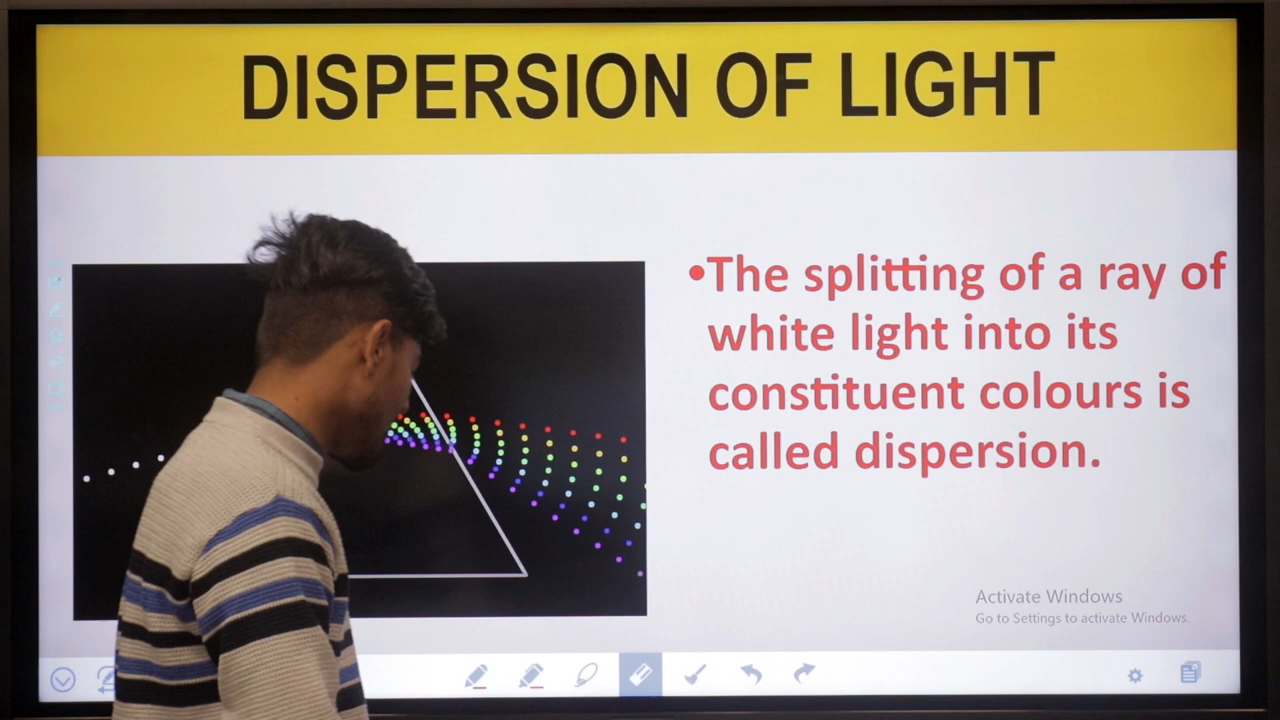 DISPERSION OF LIGHT
•The splitting of a ray of
white light into its
constituent colours is
called dispersion.
Activate Windows
Go to Settings to activate Windows.